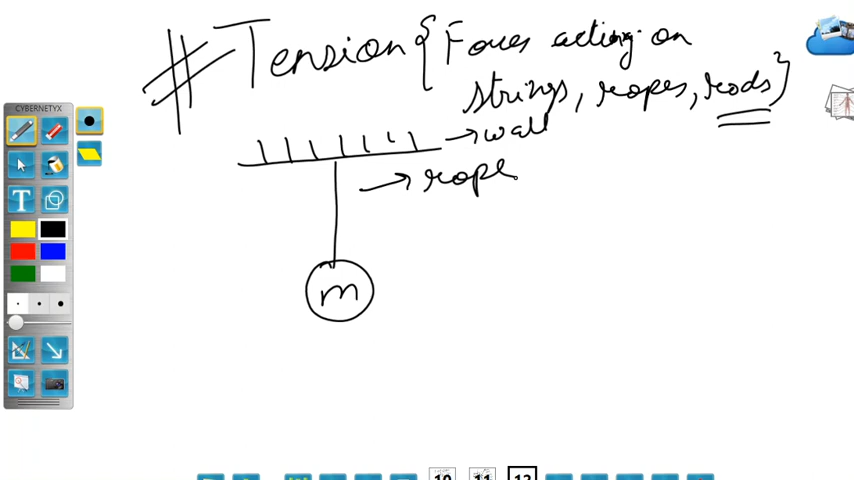 # Tension { Forces acting on
strings, ropes, rods }
→ wall
→ rope
m
CYBERNETYX
T
10 11 12